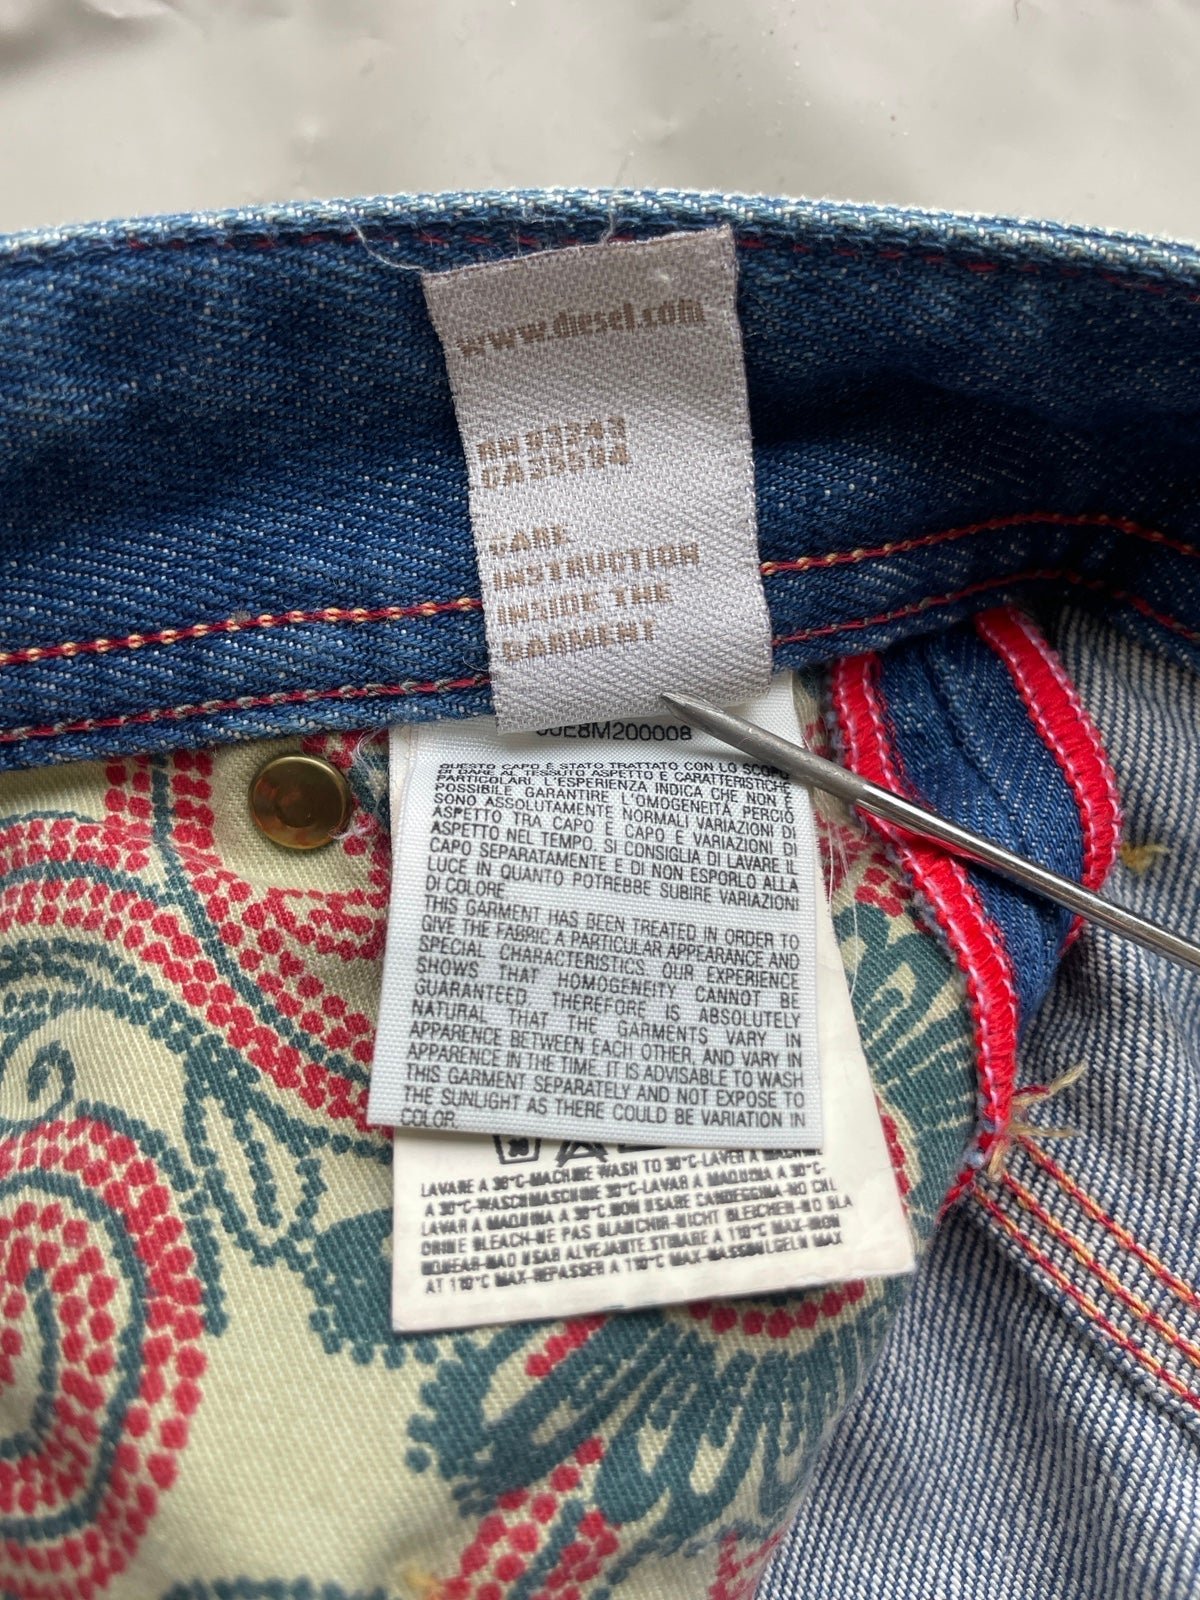 www.diesel.com
RN 93243
CA 25594
CARE
INSTRUCTION
INSIDE THE
GARMENT
00E8M200008
QUESTO CAPO È STATO TRATTATO CON LO SCOPO
DI DARE AL TESSUTO ASPETTO E CARATTERISTICHE
PARTICOLARI. L'ESPERIENZA INDICA CHE NON È
POSSIBILE GARANTIRE L'OMOGENEITÀ PERCIÒ
SONO ASSOLUTAMENTE NORMALI VARIAZIONI DI
ASPETTO TRA CAPO E CAPO E VARIAZIONI DI
ASPETTO NEL TEMPO. SI CONSIGLIA DI LAVARE IL
CAPO SEPARATAMENTE E DI NON ESPORLO ALLA
LUCE IN QUANTO POTREBBE SUBIRE VARIAZIONI
DI COLORE.
THIS GARMENT HAS BEEN TREATED IN ORDER TO
GIVE THE FABRIC A PARTICULAR APPEARANCE AND
SPECIAL CHARACTERISTICS. OUR EXPERIENCE
SHOWS THAT HOMOGENEITY CANNOT BE
GUARANTEED. THEREFORE IS ABSOLUTELY
NATURAL THAT THE GARMENTS VARY IN
APPARENCE BETWEEN EACH OTHER, AND VARY IN
APPARENCE IN THE TIME. IT IS ADVISABLE TO WASH
THIS GARMENT SEPARATELY AND NOT EXPOSE TO
THE SUNLIGHT AS THERE COULD BE VARIATION IN
COLOR.
LAVARE A 30°C-MACHINE WASH TO 30°C-LAVER A MACHINE
A 30°C-WASCHMASCHINE 30°C-LAVAR A MAQUINA A 30°C-
LAVAR A MAQUINA A 30°C.NON USARE CANDEGGINA-NO CHL
ORINE BLEACH-NE PAS BLANCHIR-NICHT BLEICHEN-NO BLA
NQUEAR-NAO USAR ALVEJANTE.STIRARE A 110°C MAX-IRON
AT 110°C MAX-REPASSER A 110°C MAX-MAX